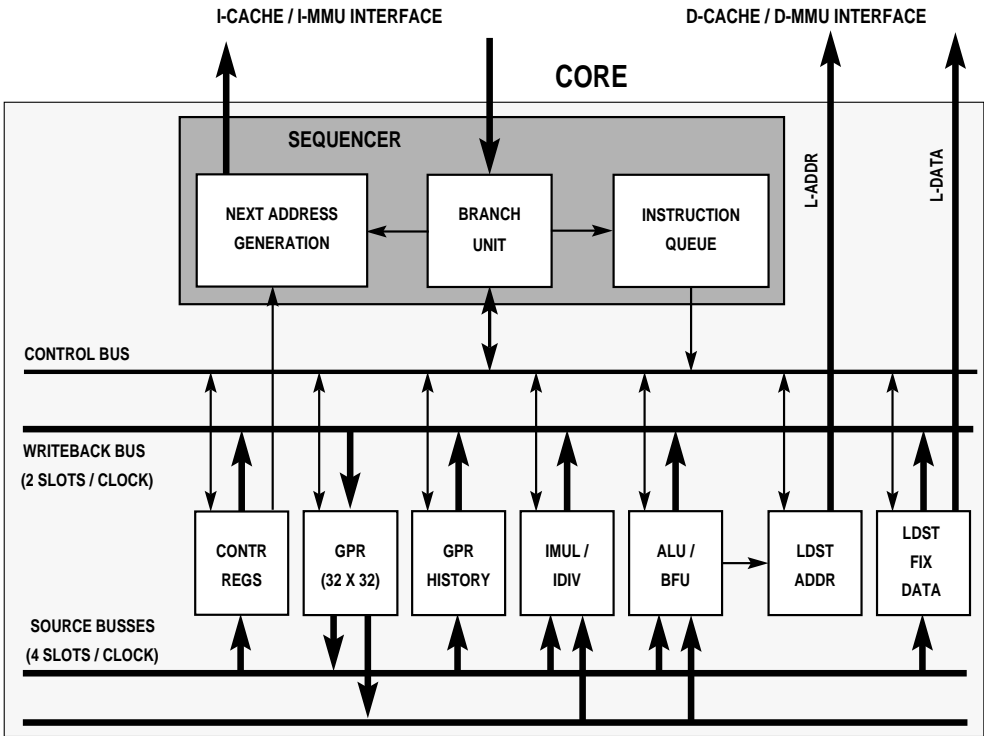 I-CACHE / I-MMU INTERFACE
D-CACHE / D-MMU INTERFACE
CORE
SEQUENCER
L-ADDR
L-DATA
NEXT ADDRESS
GENERATION
BRANCH
UNIT
INSTRUCTION
QUEUE
CONTROL BUS
WRITEBACK BUS
(2 SLOTS / CLOCK)
CONTR
REGS
GPR
(32 X 32)
GPR
HISTORY
IMUL /
IDIV
ALU /
BFU
LDST
ADDR
LDST
FIX
DATA
SOURCE BUSSES
(4 SLOTS / CLOCK)